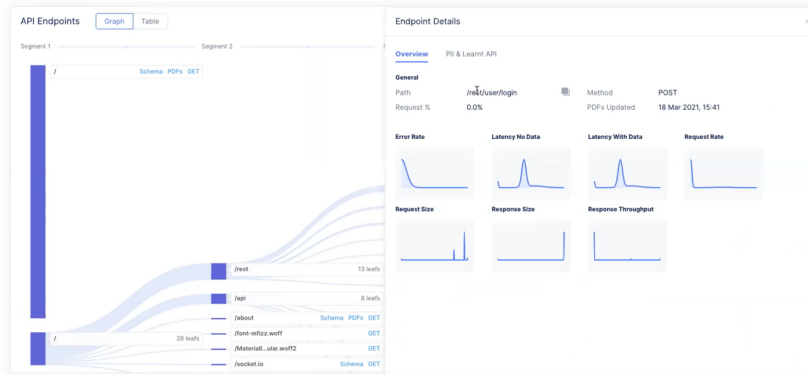 API Endpoints
Graph Table
Segment 1 Segment 2
/ Schema PDFs GET
/rest 13 leafs
/api 8 leafs
/about Schema PDFs GET
/ 26 leafs
/font-mfizz.woff GET
/Materiall...ular.woff2 GET
/socket.io Schema GET
Endpoint Details
Overview PII & Learnt API
General
Path /rest/user/login Method POST
Request % 0.0% PDFs Updated 18 Mar 2021, 15:41
Error Rate Latency No Data Latency With Data Request Rate
Request Size Response Size Response Throughput